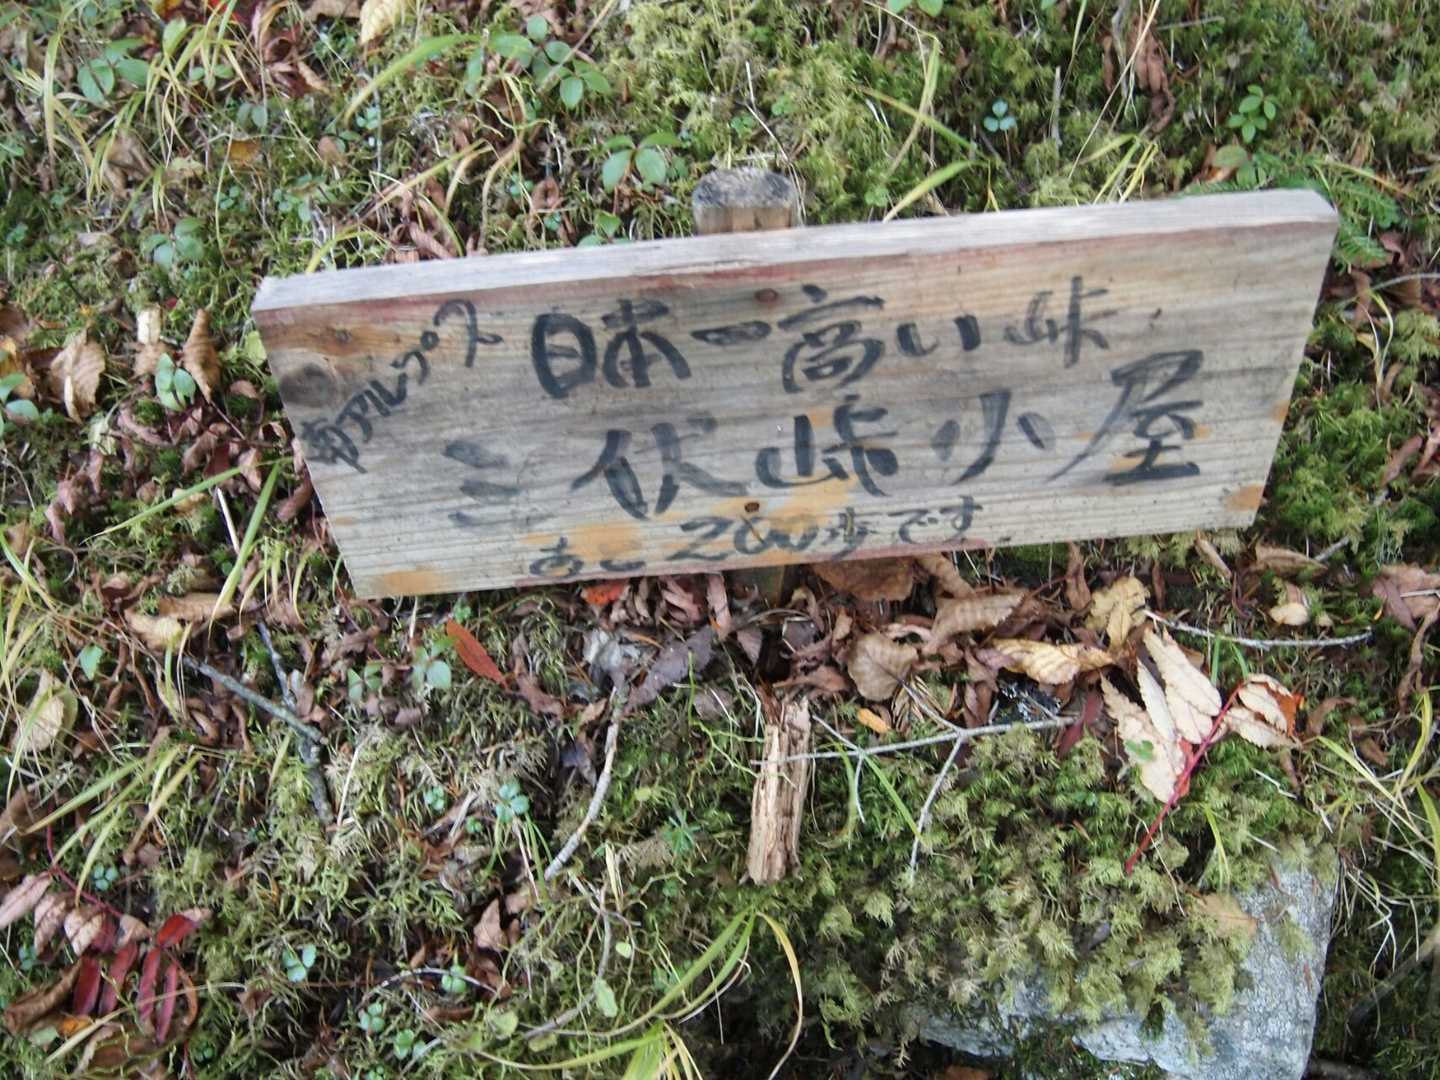 南アルプス
日本一高い峠
三伏峠小屋
あと200歩です